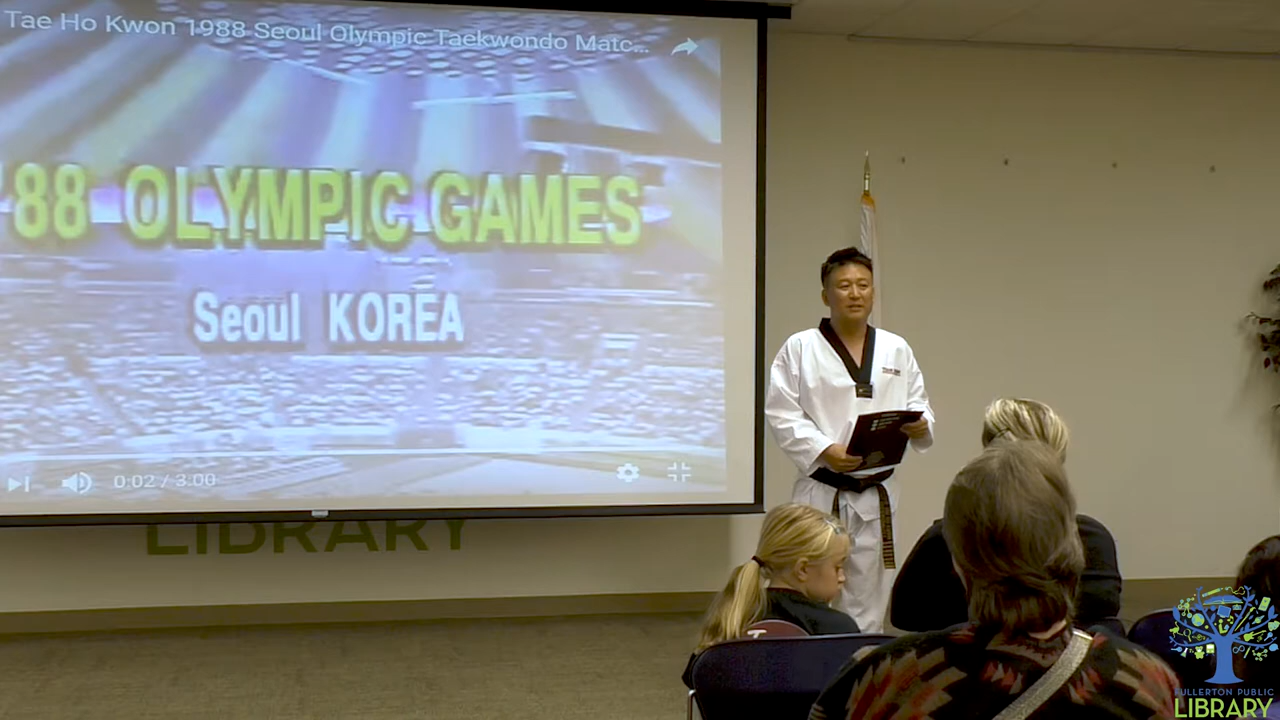 Tae Ho Kwon 1988 Seoul Olympic Taekwondo Matc...
'88 OLYMPIC GAMES
Seoul KOREA
0:02 / 3:00
LIBRARY
FULLERTON PUBLIC
LIBRARY